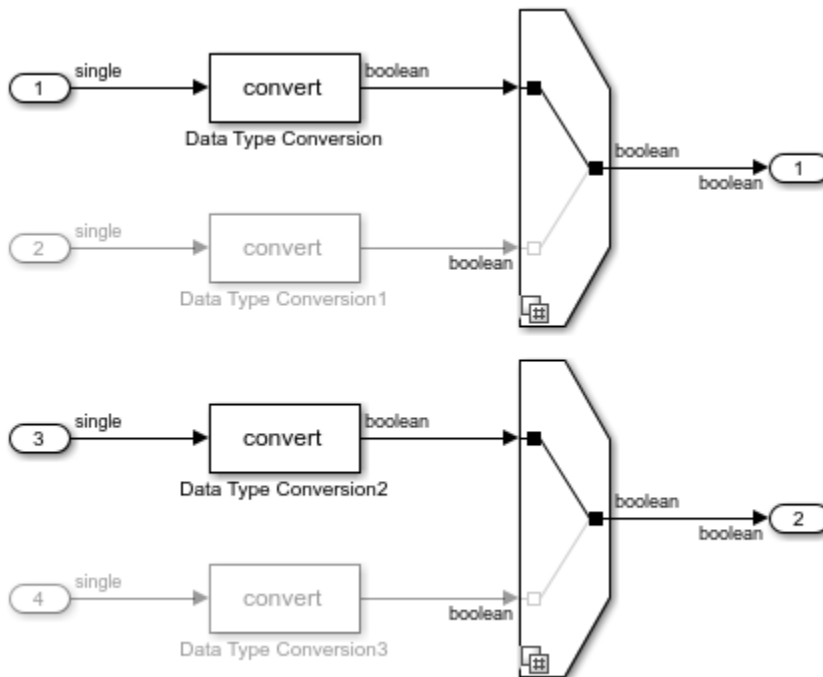 single
boolean
1
convert
Data Type Conversion
boolean
1
boolean
single
2
convert
boolean
Data Type Conversion1
#
single
boolean
3
convert
Data Type Conversion2
boolean
2
boolean
single
4
convert
boolean
Data Type Conversion3
#